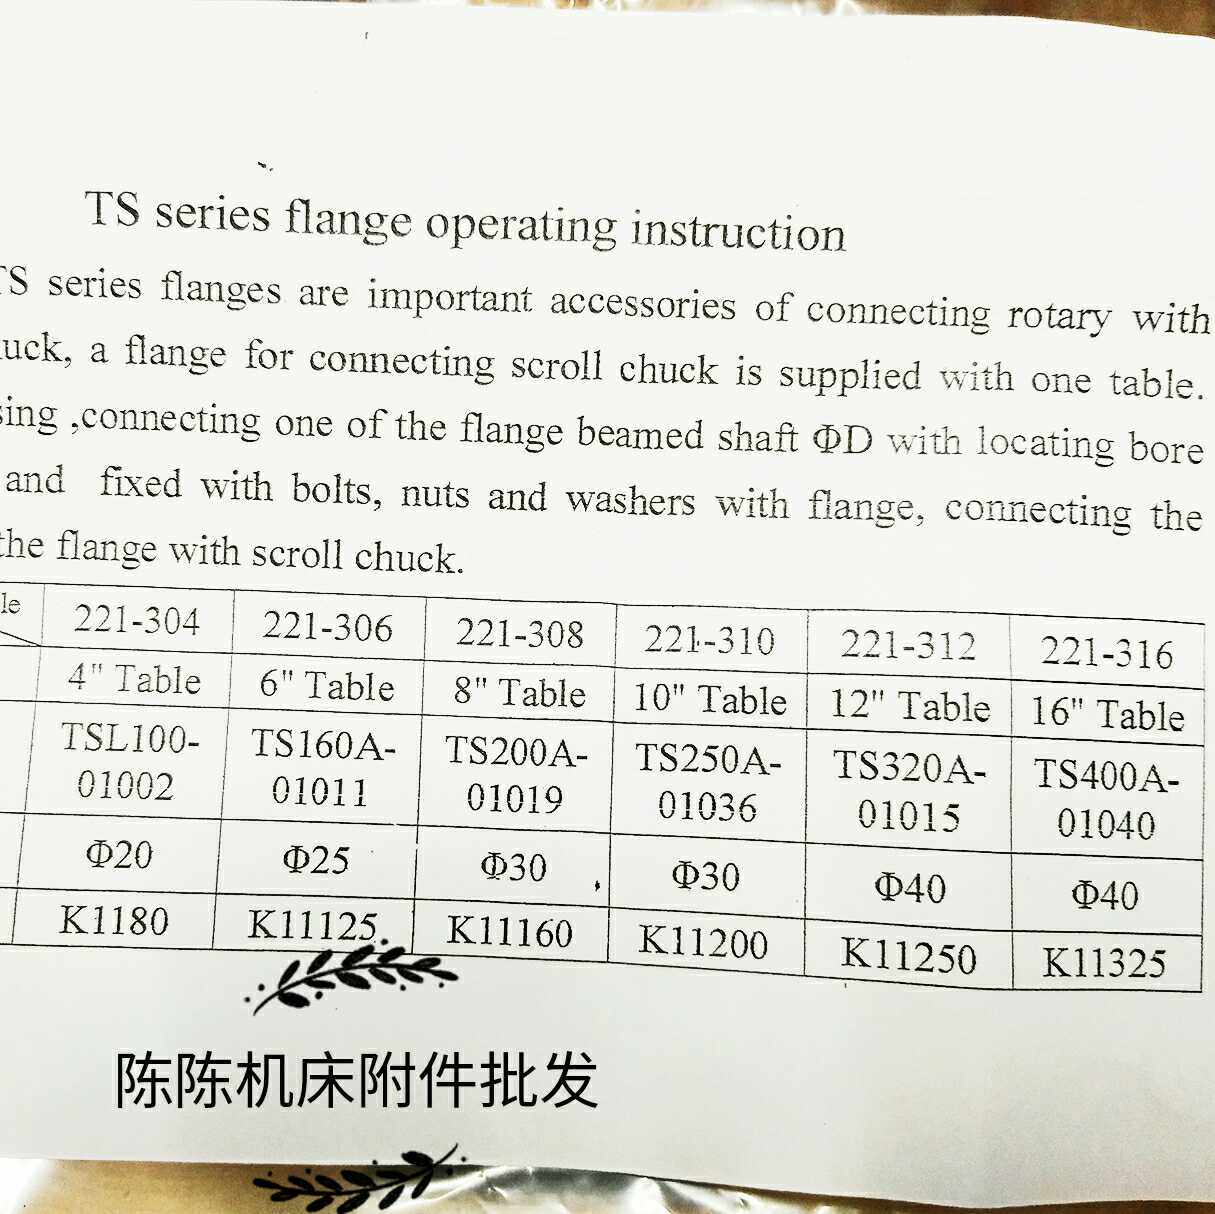 TS series flange operating instruction
TS series flanges are important accessories of connecting rotary with
uck, a flange for connecting scroll chuck is supplied with one table.
sing ,connecting one of the flange beamed shaft ΦD with locating bore
and fixed with bolts, nuts and washers with flange, connecting the
the flange with scroll chuck.
le 221-304 221-306 221-308 221-310 221-312 221-316
4" Table 6" Table 8" Table 10" Table 12" Table 16" Table
TSL100- TS160A- TS200A- TS250A- TS320A- TS400A-
01002 01011 01019 01036 01015 01040
Φ20 Φ25 Φ30 Φ30 Φ40 Φ40
K1180 K11125 K11160 K11200 K11250 K11325
陈陈机床附件批发